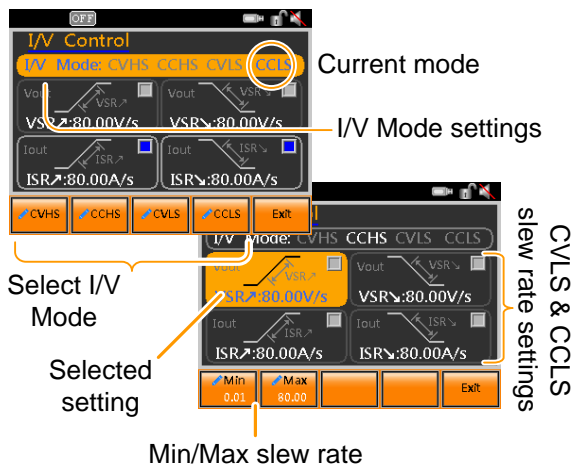 OFF
I/V Control
I/V Mode: CVHS CCHS CVLS CCLS
Vout
VSR↗
VSR↗:80.00V/s
Vout
VSR↘
VSR↘:80.00V/s
Iout
ISR↗
ISR↗:80.00A/s
Iout
ISR↘
ISR↘:80.00A/s
CVHS
CCHS
CVLS
CCLS
Exit
Current mode
I/V Mode settings
Select I/V
Mode
I/V Mode: CVHS CCHS CVLS CCLS
Vout
VSR↗
VSR↗:80.00V/s
Vout
VSR↘
VSR↘:80.00V/s
Iout
ISR↗
ISR↗:80.00A/s
Iout
ISR↘
ISR↘:80.00A/s
Min
0.01
Max
80.00
Exit
CVLS & CCLS
slew rate settings
Selected
setting
Min/Max slew rate